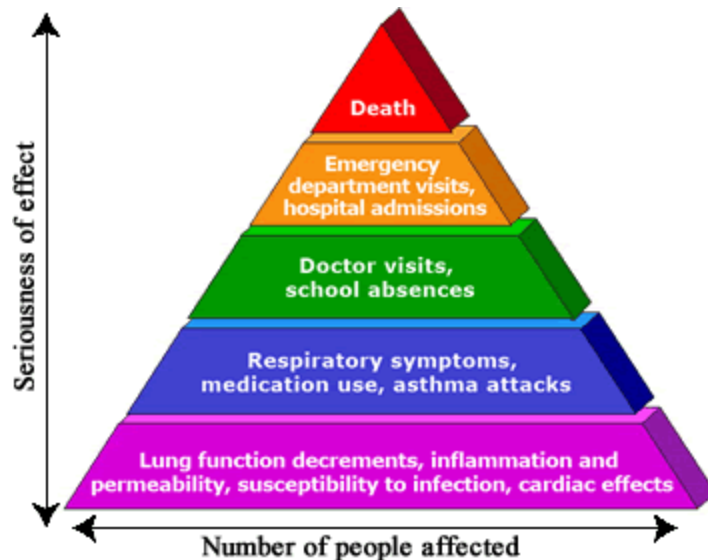 Death
Emergency
department visits,
hospital admissions
Doctor visits,
school absences
Respiratory symptoms,
medication use, asthma attacks
Lung function decrements, inflammation and
permeability, susceptibility to infection, cardiac effects
Seriousness of effect
Number of people affected